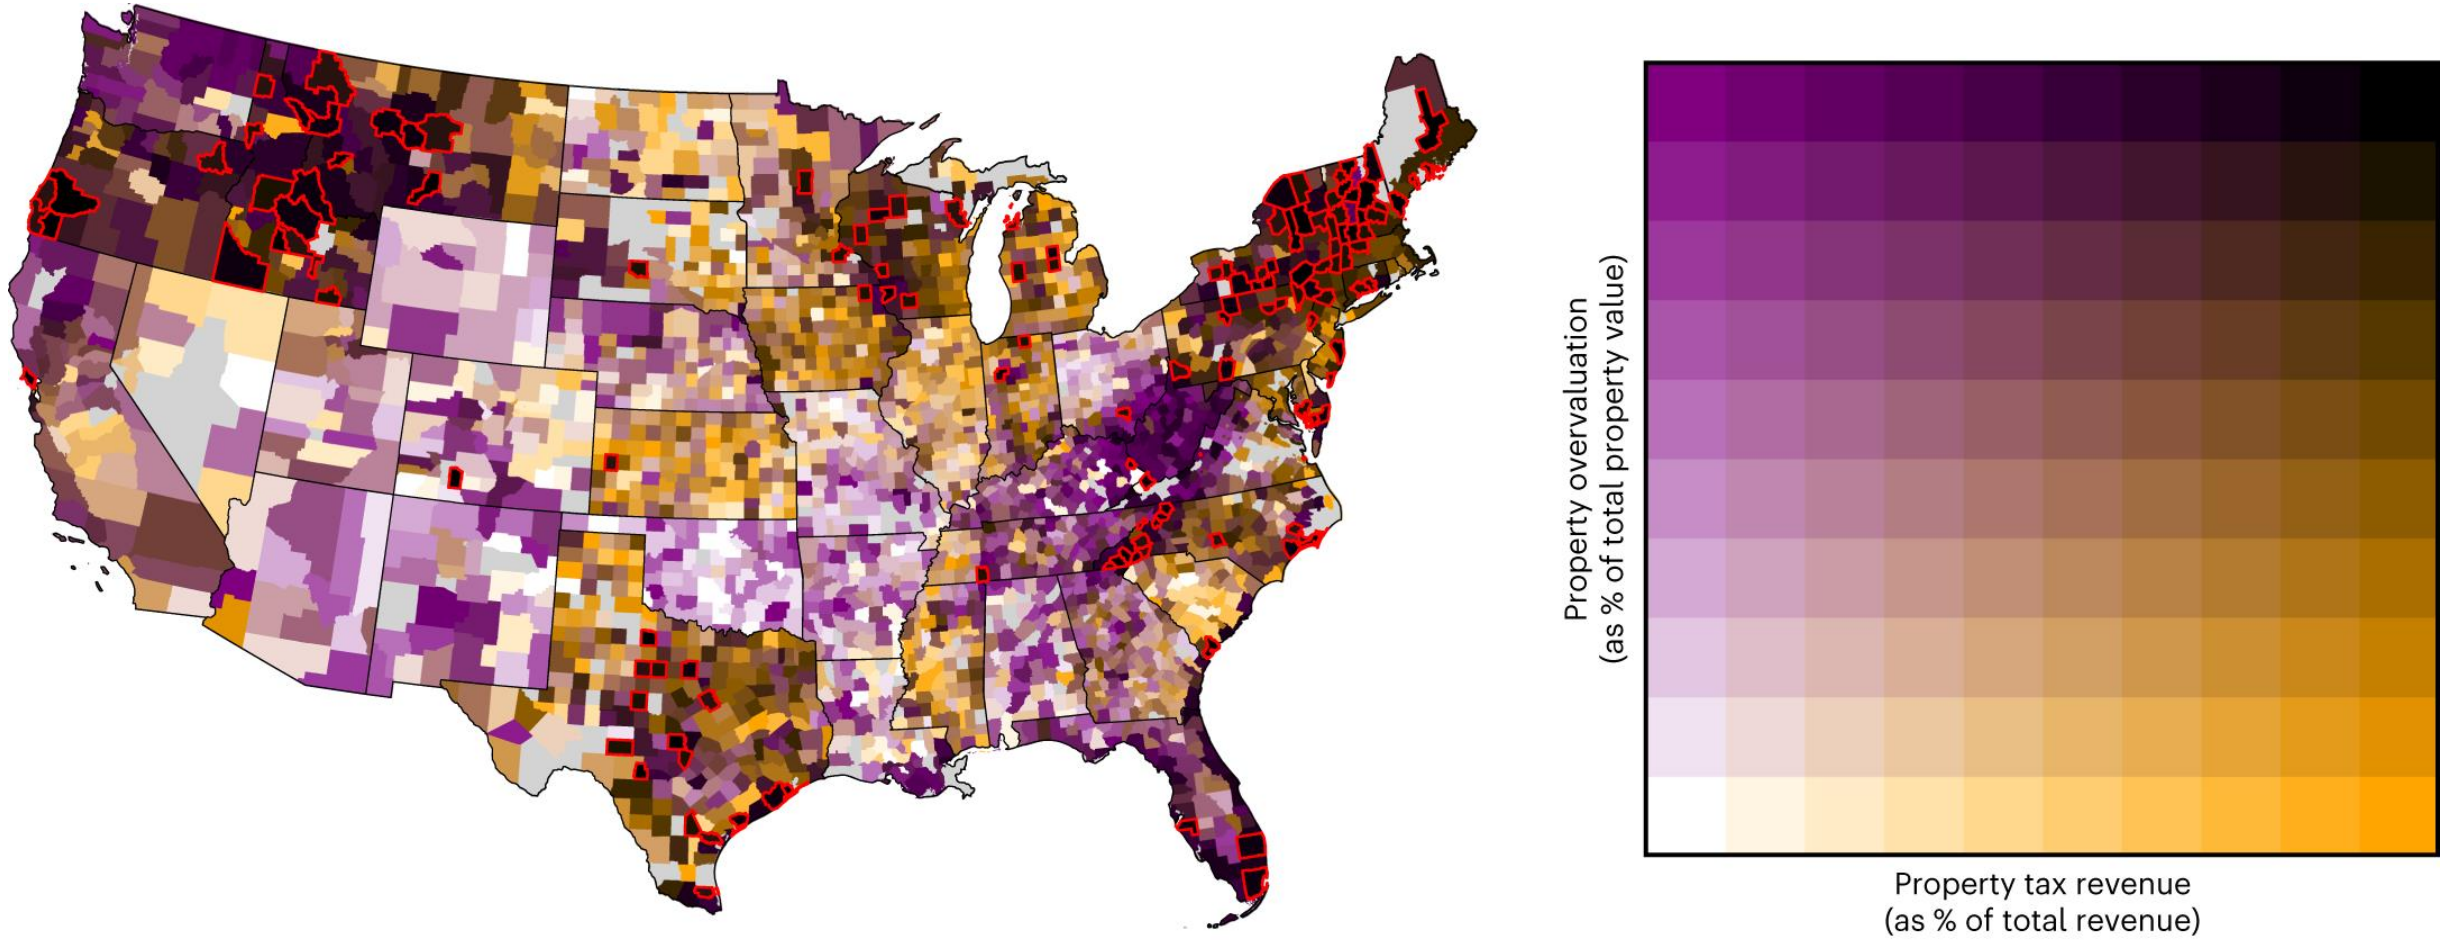 Property overvaluation
(as % of total property value)
Property tax revenue
(as % of total revenue)